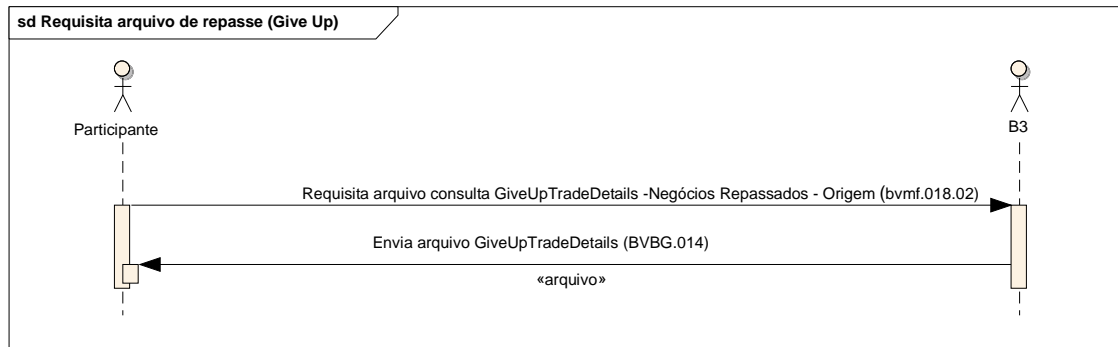 sd Requisita arquivo de repasse (Give Up)
Participante
B3
Requisita arquivo consulta GiveUpTradeDetails -Negócios Repassados - Origem (bvmf.018.02)
Envia arquivo GiveUpTradeDetails (BVBG.014)
«arquivo»